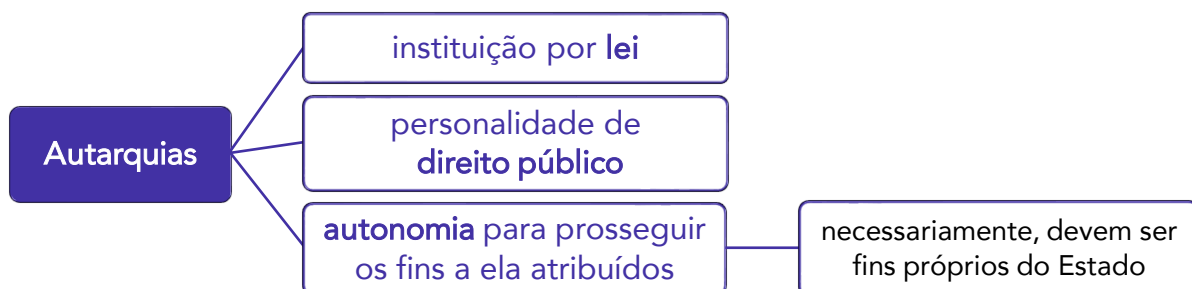 Autarquias
instituição por lei
personalidade de
direito público
autonomia para prosseguir
os fins a ela atribuídos
necessariamente, devem ser
fins próprios do Estado